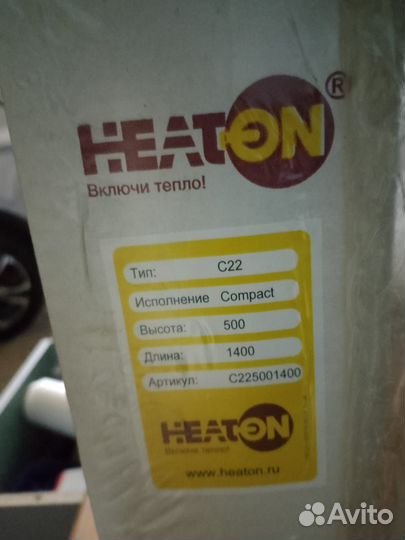 HEATON®
Включи тепло!
Тип: C22
Исполнение Compact
Высота: 500
Длина: 1400
Артикул: C225001400
HEATON
Включи тепло!
www.heaton.ru
Avito